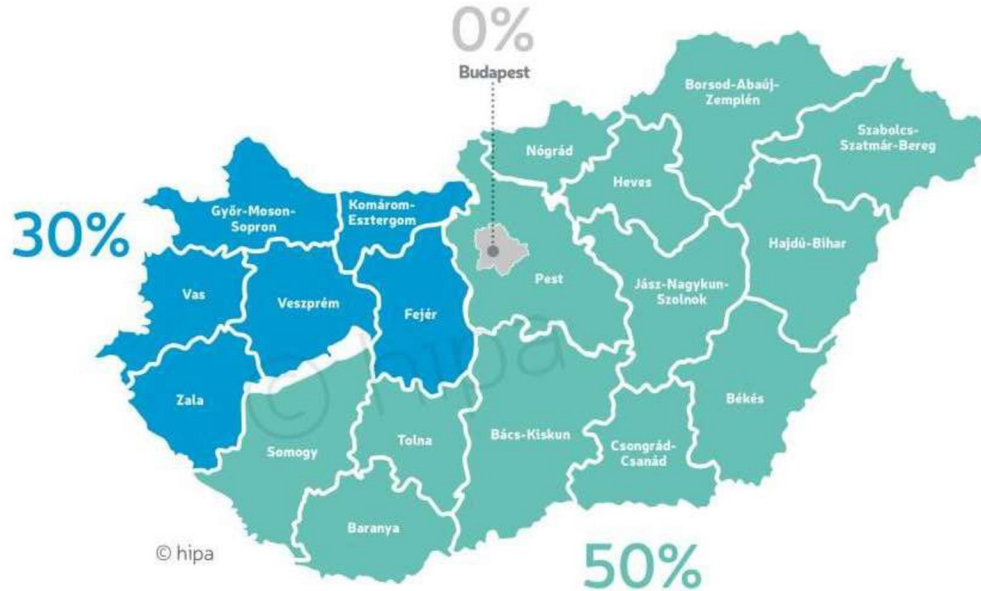 0%
Budapest
Borsod-Abaúj-
Zemplén
Szabolcs-
Szatmár-Bereg
Nógrád
Heves
Győr-Moson-
Sopron
Komárom-
Esztergom
30%
Hajdú-Bihar
Pest
Jász-Nagykun-
Szolnok
Vas
Veszprém
Fejér
© hipa
Zala
Békés
Somogy
Tolna
Bács-Kiskun
Csongrád-
Csanád
Baranya
© hipa
50%